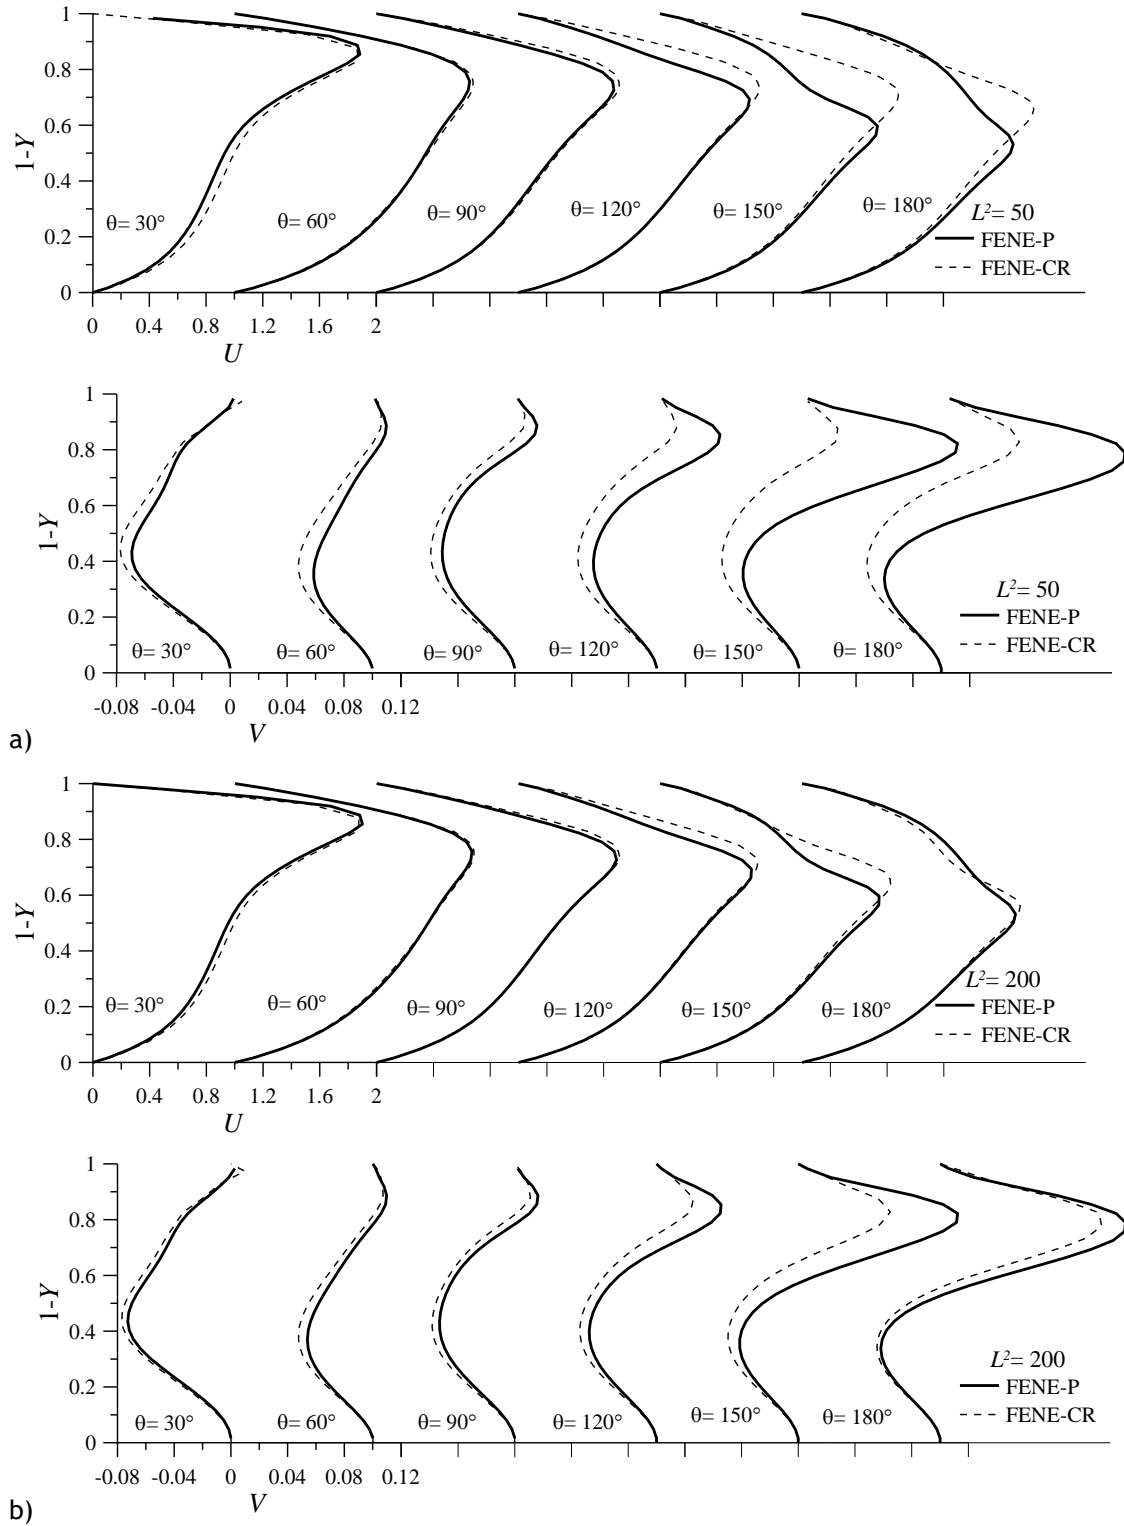 1
0.8
0.6
0.4
0.2
0
1-Y
θ= 30°
θ= 60°
θ= 90°
θ= 120°
θ= 150°
θ= 180°
L²= 50
FENE-P
FENE-CR
0 0.4 0.8 1.2 1.6 2
U
1
0.8
0.6
0.4
0.2
0
1-Y
θ= 30°
θ= 60°
θ= 90°
θ= 120°
θ= 150°
θ= 180°
L²= 50
FENE-P
FENE-CR
-0.08 -0.04 0 0.04 0.08 0.12
V
a)
1
0.8
0.6
0.4
0.2
0
1-Y
θ= 30°
θ= 60°
θ= 90°
θ= 120°
θ= 150°
θ= 180°
L²= 200
FENE-P
FENE-CR
0 0.4 0.8 1.2 1.6 2
U
1
0.8
0.6
0.4
0.2
0
1-Y
θ= 30°
θ= 60°
θ= 90°
θ= 120°
θ= 150°
θ= 180°
L²= 200
FENE-P
FENE-CR
-0.08 -0.04 0 0.04 0.08 0.12
V
b)